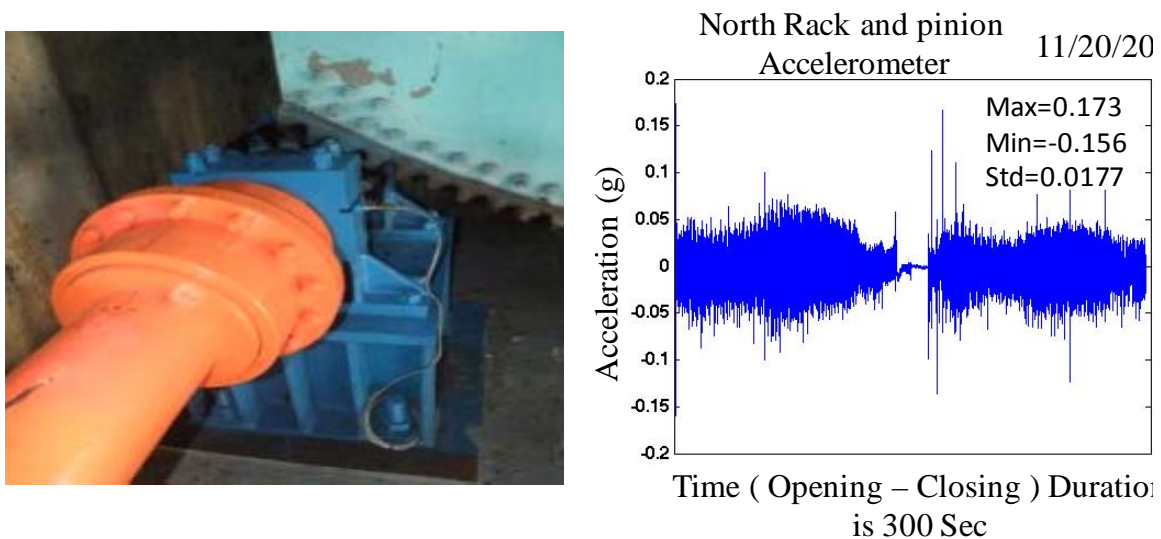 North Rack and pinion
Accelerometer
11/20/20
0.2
0.15
0.1
0.05
0
-0.05
-0.1
-0.15
-0.2
Max=0.173
Min=-0.156
Std=0.0177
Acceleration (g)
Time ( Opening – Closing ) Duration
is 300 Sec